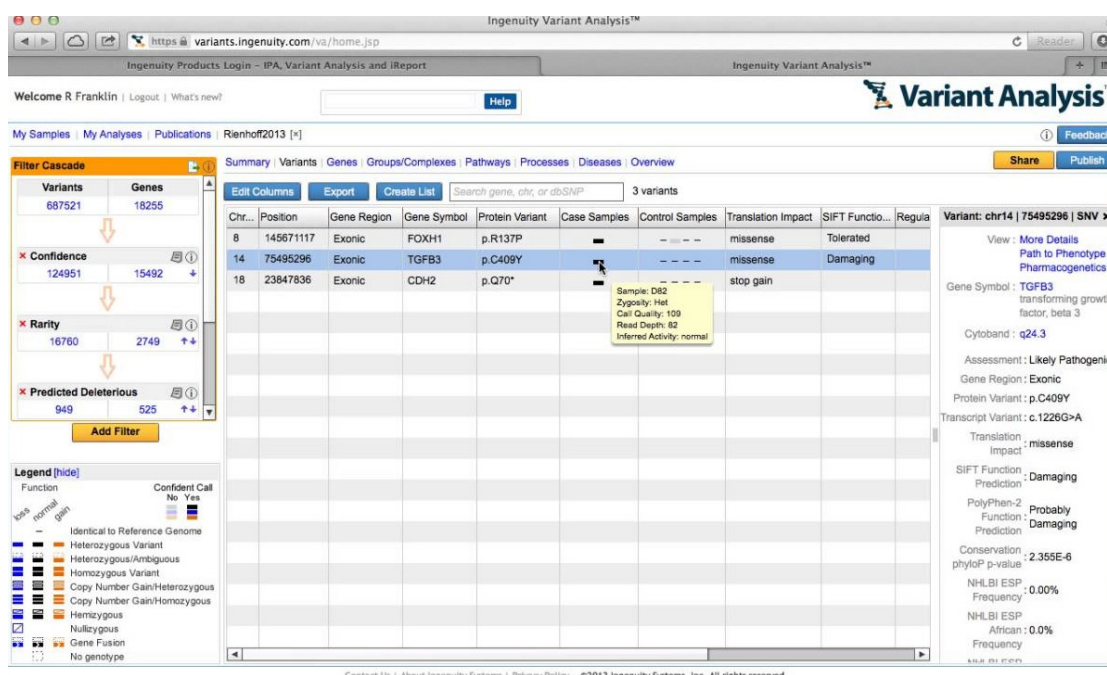 Ingenuity Variant Analysis™
https variants.ingenuity.com/va/home.jsp
Reader
Ingenuity Products Login – IPA, Variant Analysis and iReport
Ingenuity Variant Analysis™
Welcome R Franklin | Logout | What's new?
Help
Variant Analysis
My Samples | My Analyses | Publications | Rienhoff2013 [×]
Feedbac
Filter Cascade
Summary | Variants | Genes | Groups/Complexes | Pathways | Processes | Diseases | Overview
Share
Publish
Variants Genes
687521 18255
Edit Columns Export Create List Search gene, chr, or dbSNP 3 variants
Chr... Position Gene Region Gene Symbol Protein Variant Case Samples Control Samples Translation Impact SIFT Functio... Regula
8 145671117 Exonic FOXH1 p.R137P missense Tolerated
14 75495296 Exonic TGFB3 p.C409Y missense Damaging
18 23847836 Exonic CDH2 p.Q70* stop gain
Sample: D82
Zygosity: Het
Call Quality: 109
Read Depth: 82
Inferred Activity: normal
× Confidence
124951 15492
× Rarity
16760 2749
× Predicted Deleterious
949 525
Add Filter
Legend [hide]
Function
Confident Call
No Yes
loss normal gain
Identical to Reference Genome
Heterozygous Variant
Heterozygous/Ambiguous
Homozygous Variant
Copy Number Gain/Heterozygous
Copy Number Gain/Homozygous
Hemizygous
Nullizygous
Gene Fusion
No genotype
Variant: chr14 | 75495296 | SNV
View : More Details
Path to Phenotype
Pharmacogenetics
Gene Symbol : TGFB3
transforming growt
factor, beta 3
Cytoband : q24.3
Assessment : Likely Pathogeni
Gene Region : Exonic
Protein Variant : p.C409Y
Transcript Variant : c.1226G>A
Translation
Impact : missense
SIFT Function
Prediction : Damaging
PolyPhen-2
Function
Prediction : Probably
Damaging
Conservation
phyloP p-value : 2.355E-6
NHLBI ESP
Frequency : 0.00%
NHLBI ESP
African
Frequency : 0.0%